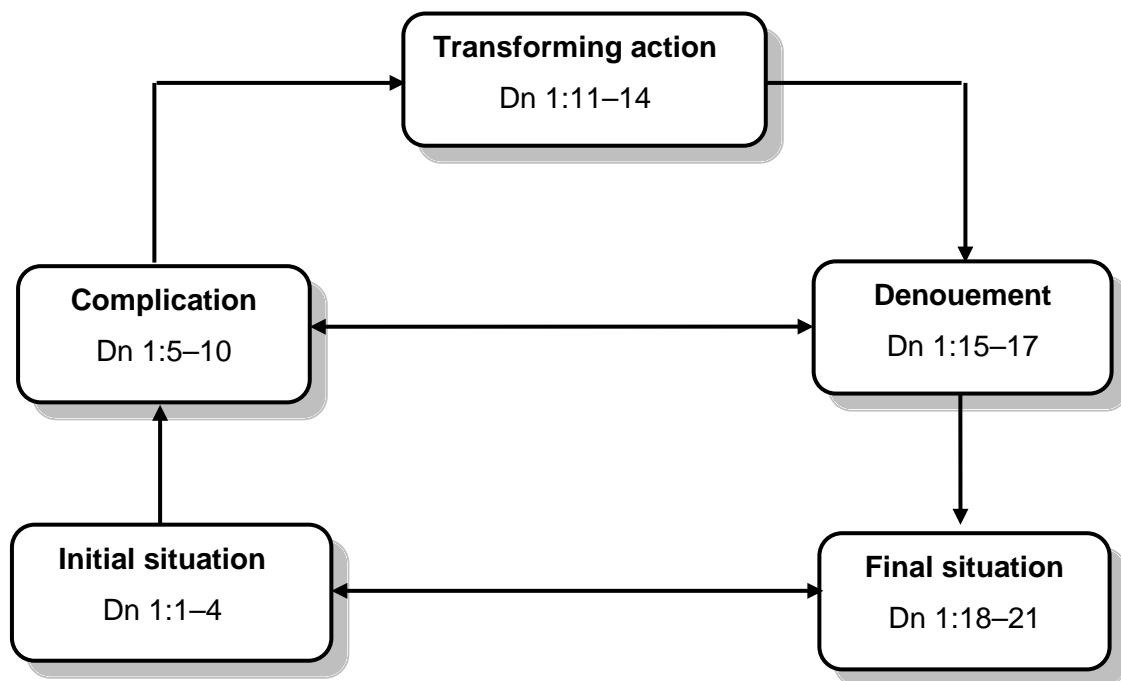 Transforming action
Dn 1:11–14
Complication
Dn 1:5–10
Denouement
Dn 1:15–17
Initial situation
Dn 1:1–4
Final situation
Dn 1:18–21